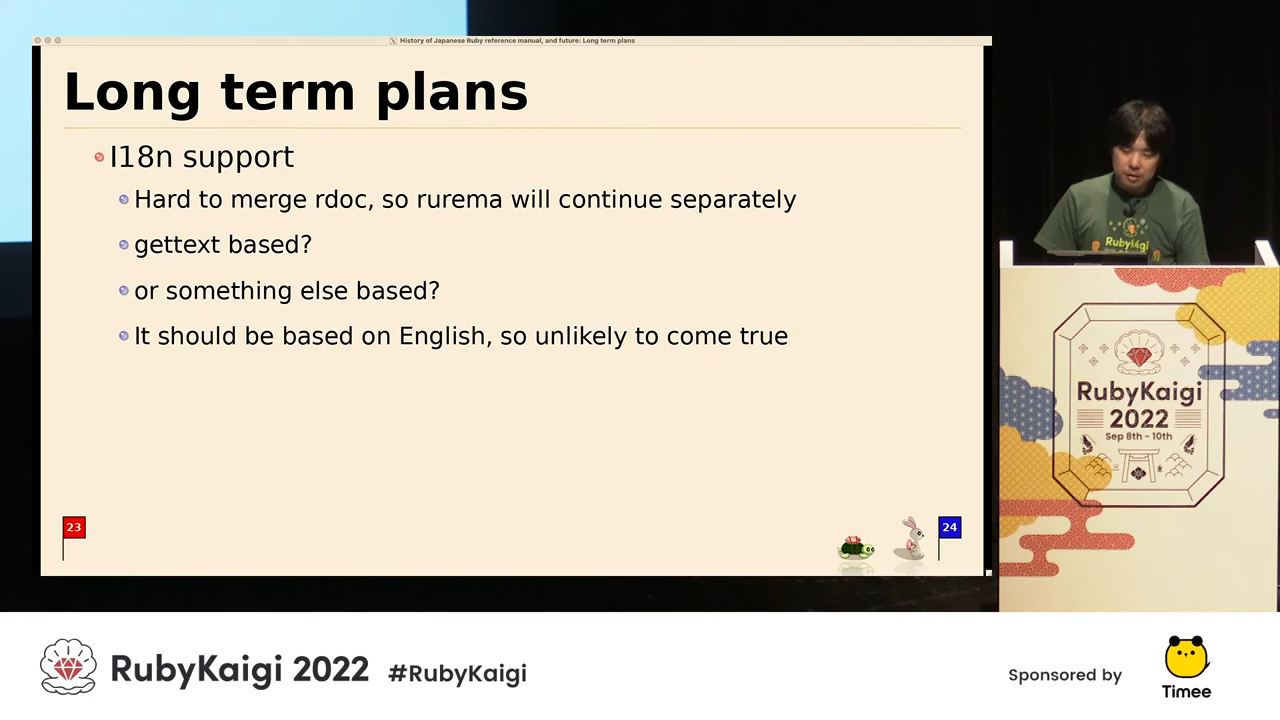 History of Japanese Ruby reference manual, and future: Long term plans
Long term plans
I18n support
Hard to merge rdoc, so rurema will continue separately
gettext based?
or something else based?
It should be based on English, so unlikely to come true
23
24
RubyKaigi
RubyKaigi
2022
Sep 8th - 10th
RubyKaigi 2022 #RubyKaigi
Sponsored by
Timee